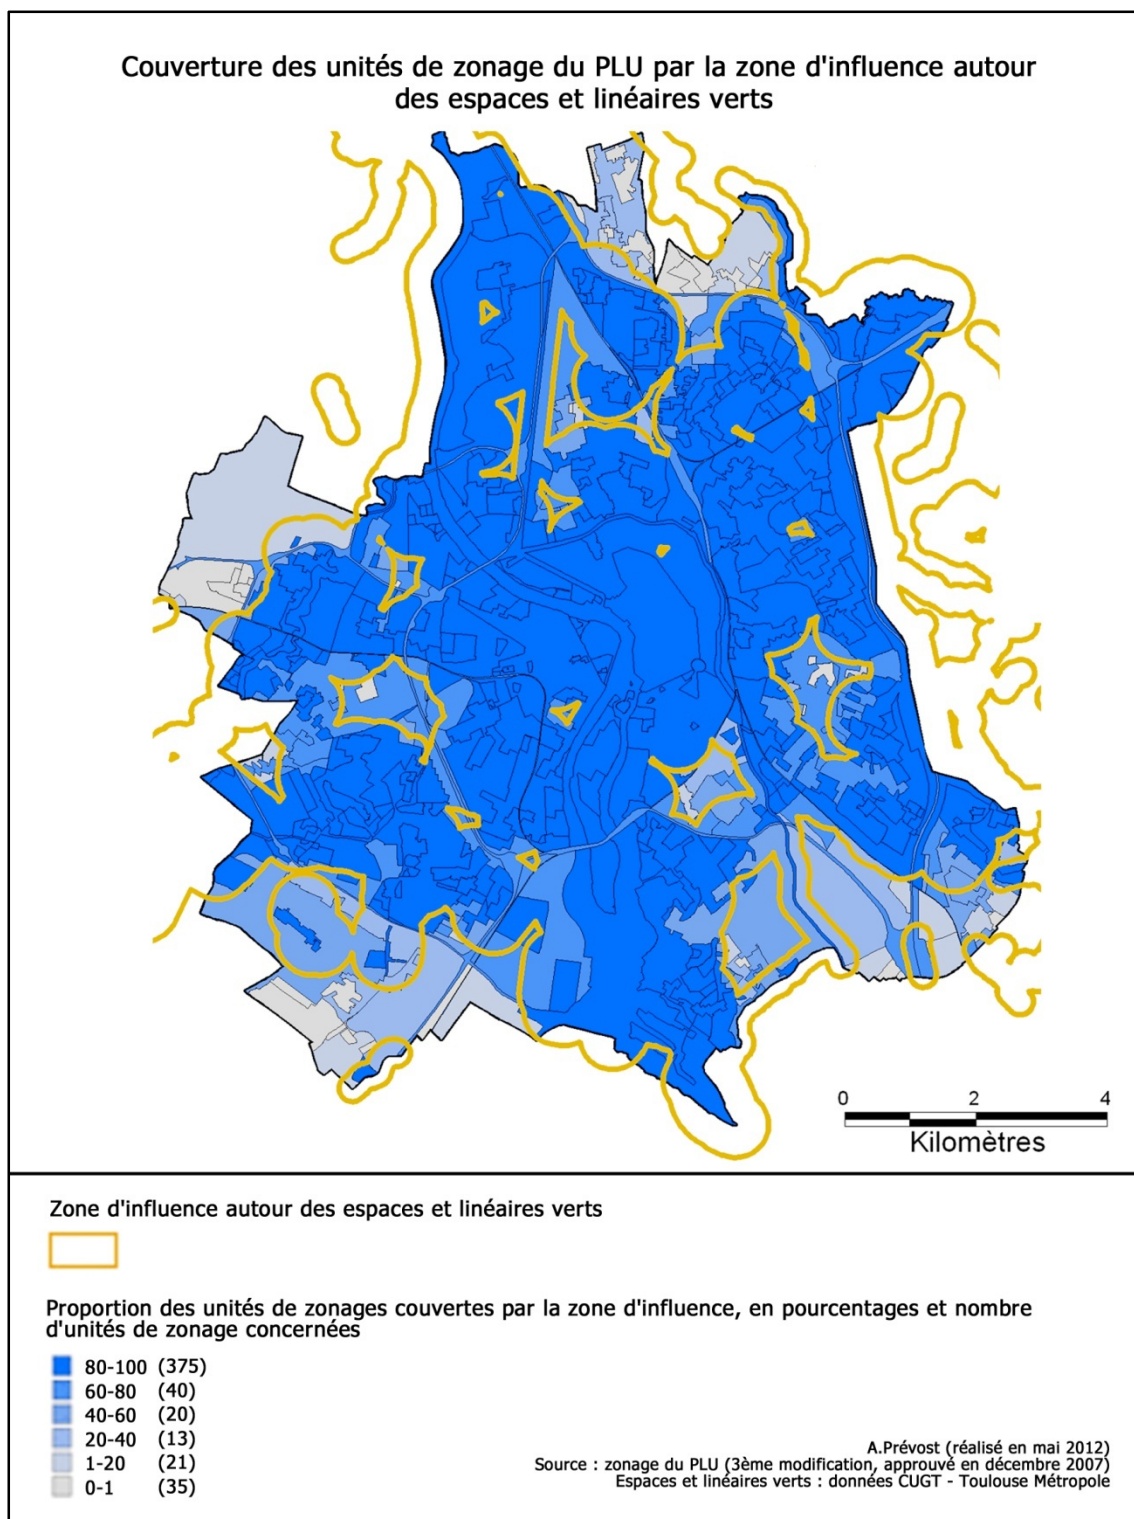 Couverture des unités de zonage du PLU par la zone d'influence autour
des espaces et linéaires verts
0 2 4
Kilomètres
Zone d'influence autour des espaces et linéaires verts
Proportion des unités de zonages couvertes par la zone d'influence, en pourcentages et nombre
d'unités de zonage concernées
80-100 (375)
60-80 (40)
40-60 (20)
20-40 (13)
1-20 (21)
0-1 (35)
A.Prévost (réalisé en mai 2012)
Source : zonage du PLU (3ème modification, approuvé en décembre 2007)
Espaces et linéaires verts : données CUGT - Toulouse Métropole